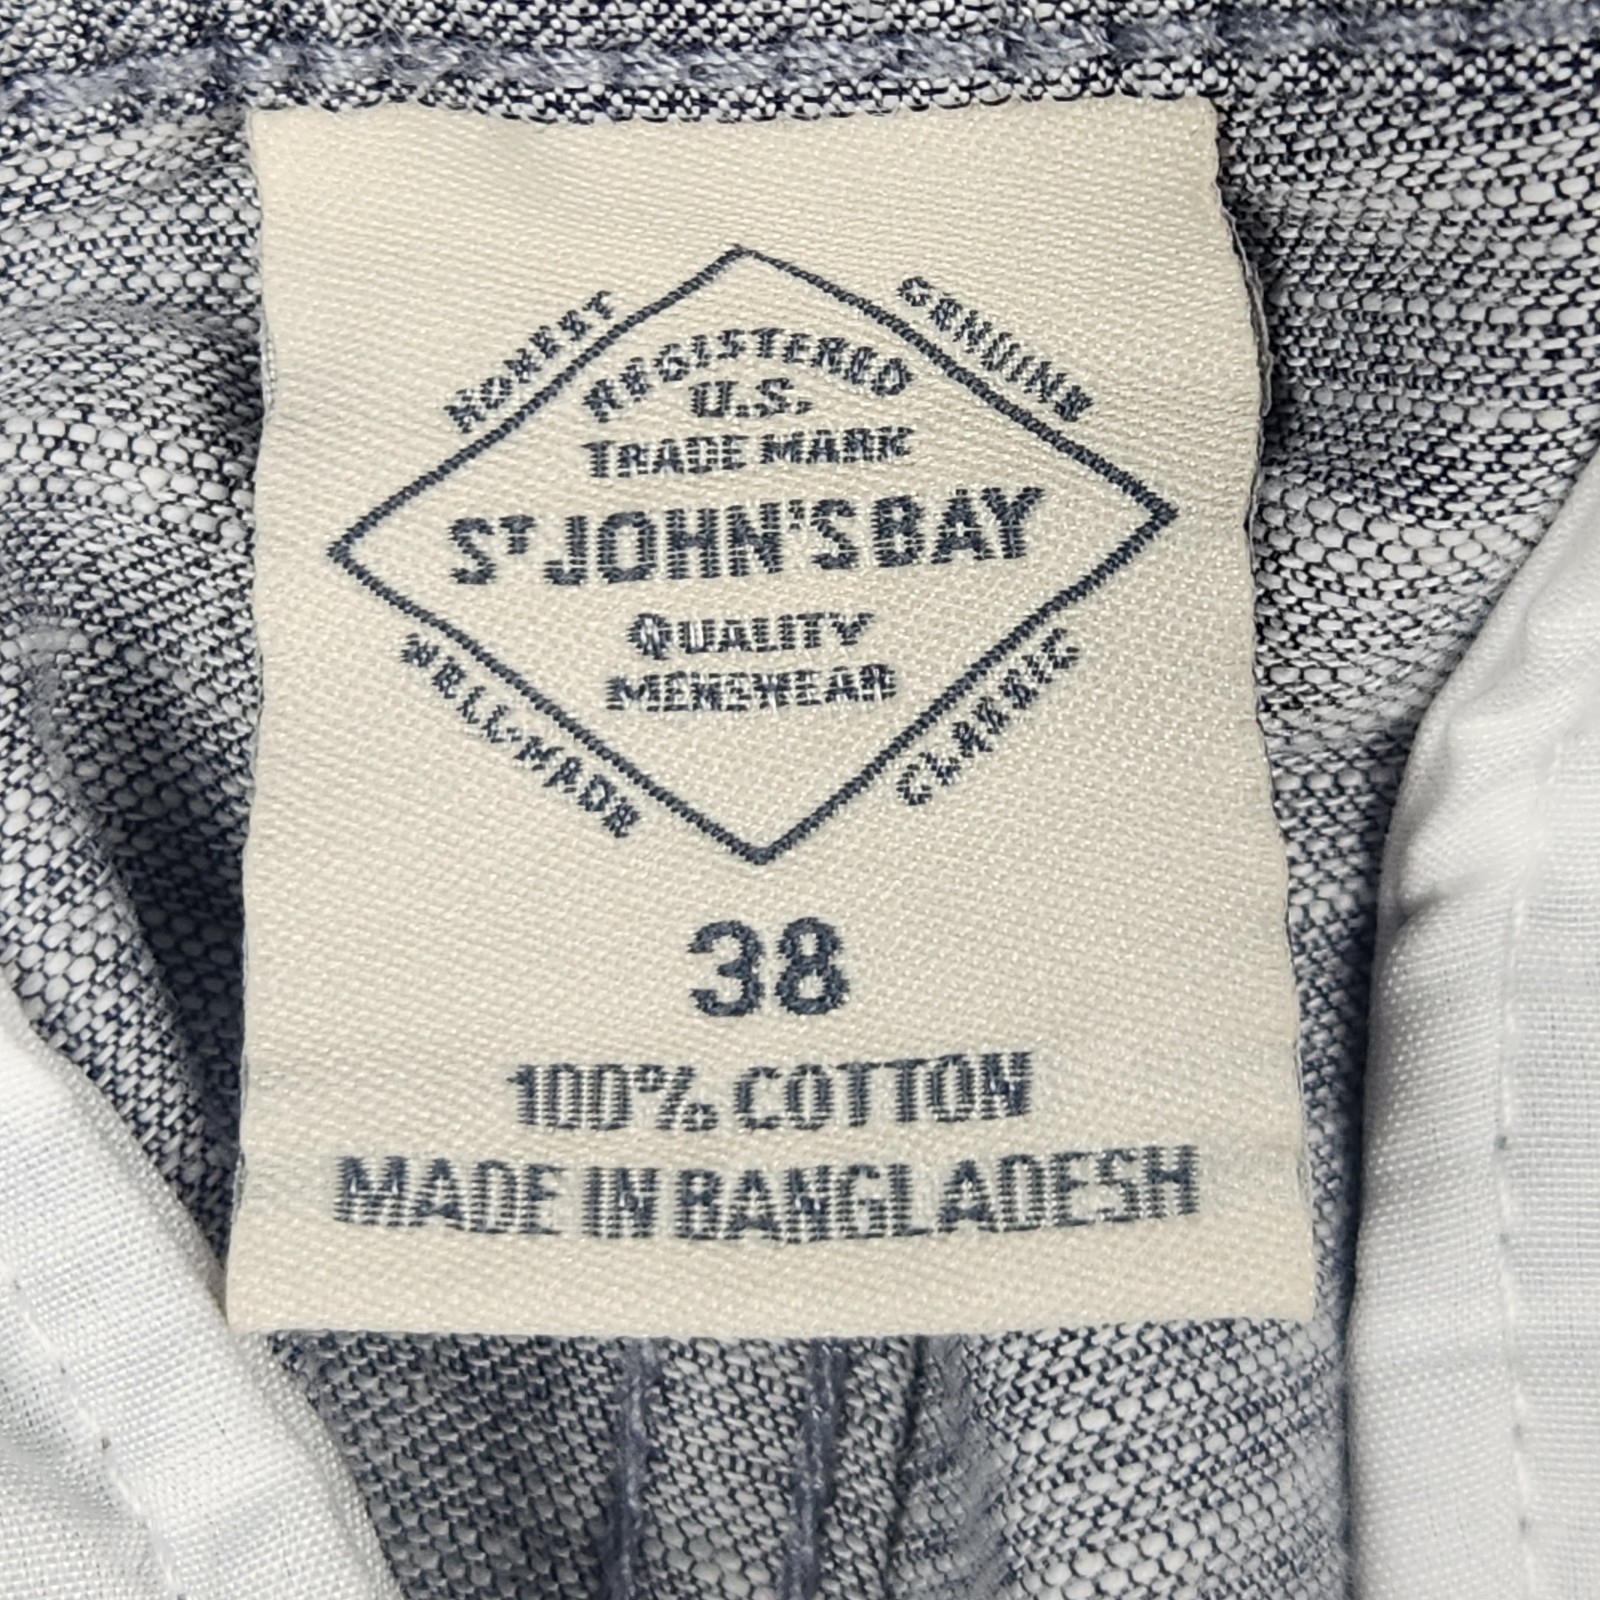 HONEST
GENUINE
REGISTERED
U.S.
TRADE MARK
ST JOHN'S BAY
QUALITY
MENSWEAR
WELL-MADE
CLASSIC
38
100% COTTON
MADE IN BANGLADESH